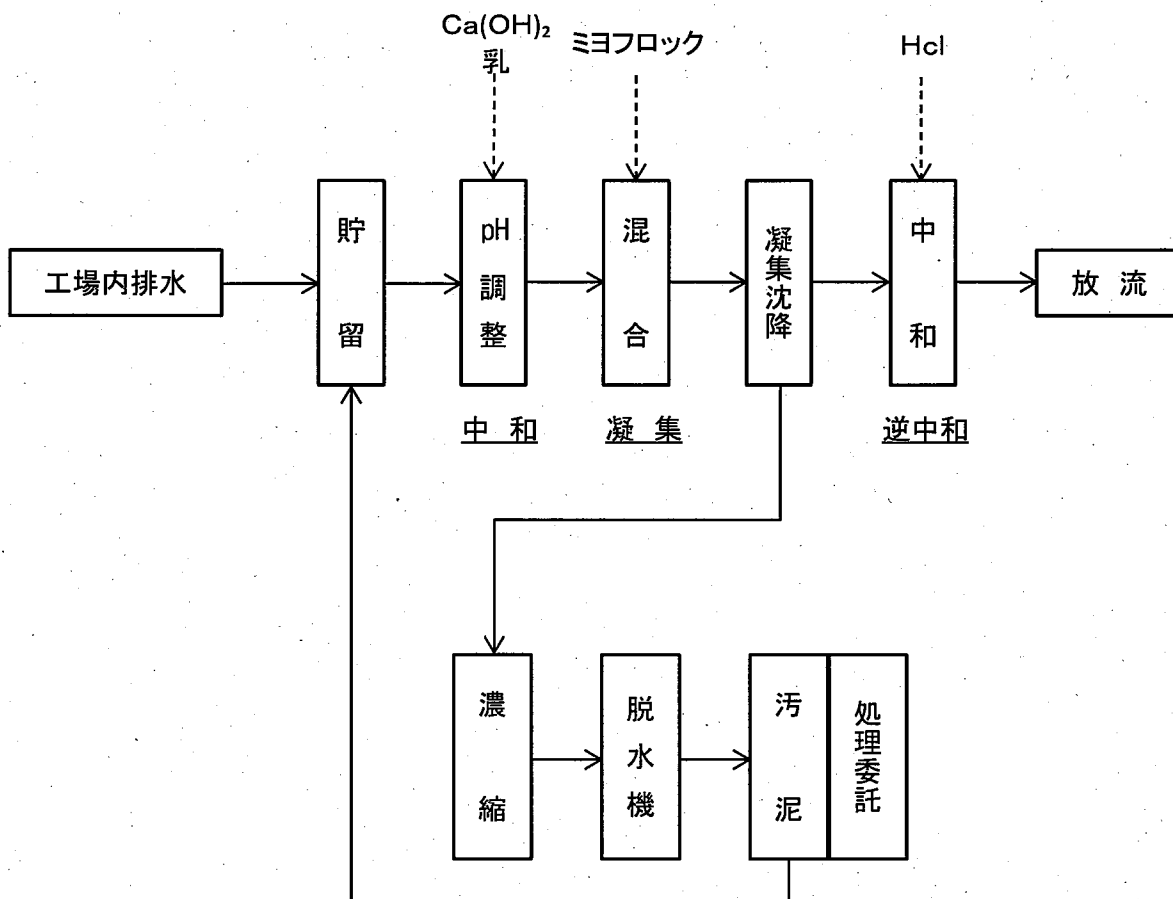 Ca(OH)₂
乳
ミヨフロック
Hcl
工場内排水
貯留
pH調整
混合
凝集沈降
中和
放流
中和
凝集
逆中和
濃縮
脱水機
汚泥
処理委託